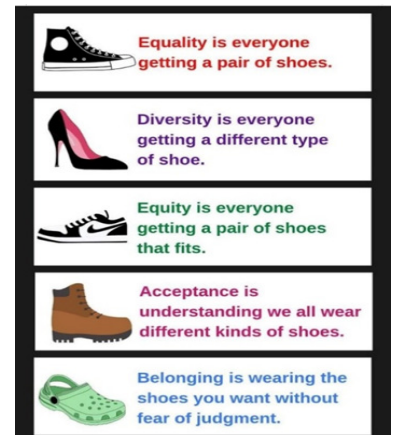 Equality is everyone
getting a pair of shoes.
Diversity is everyone
getting a different type
of shoe.
Equity is everyone
getting a pair of shoes
that fits.
Acceptance is
understanding we all wear
different kinds of shoes.
Belonging is wearing the
shoes you want without
fear of judgment.